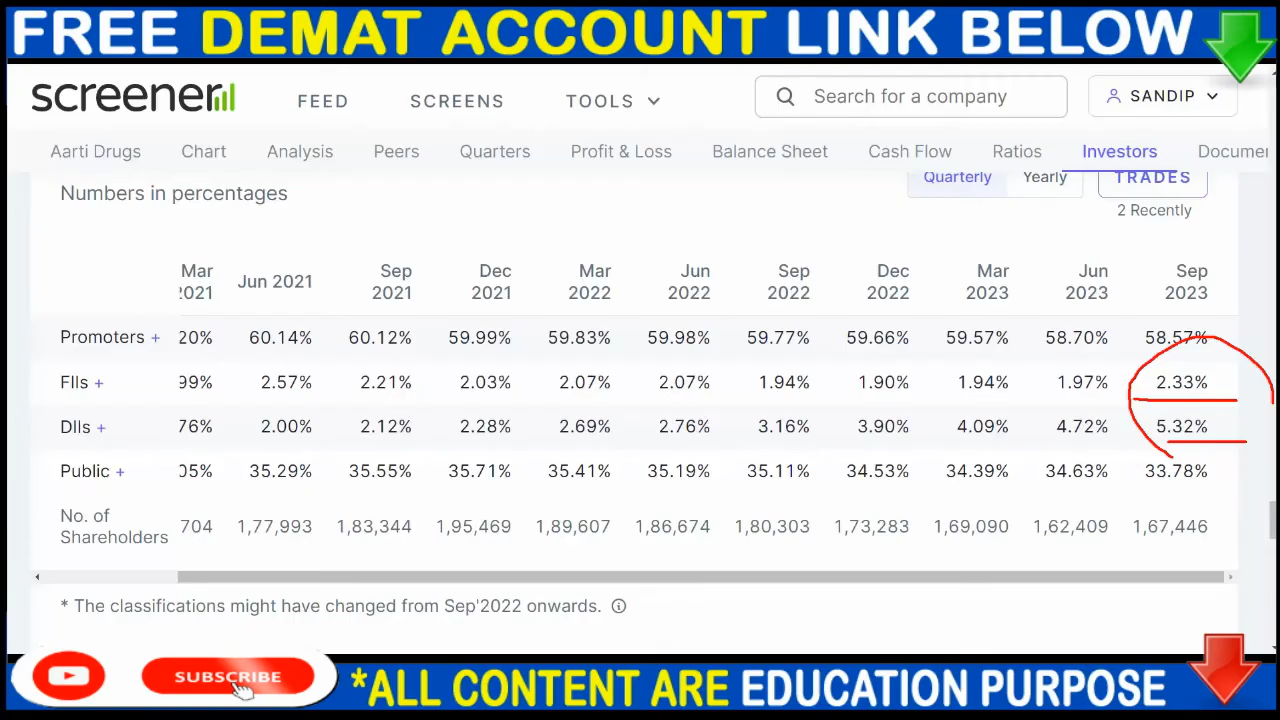 FREE DEMAT ACCOUNT LINK BELOW
screener FEED SCREENS TOOLS Search for a company SANDIP
Aarti Drugs Chart Analysis Peers Quarters Profit & Loss Balance Sheet Cash Flow Ratios Investors Documen
Numbers in percentages Quarterly Yearly TRADES
2 Recently
Mar 2021 Jun 2021 Sep 2021 Dec 2021 Mar 2022 Jun 2022 Sep 2022 Dec 2022 Mar 2023 Jun 2023 Sep 2023
Promoters + 20% 60.14% 60.12% 59.99% 59.83% 59.98% 59.77% 59.66% 59.57% 58.70% 58.57%
FIIs + 99% 2.57% 2.21% 2.03% 2.07% 2.07% 1.94% 1.90% 1.94% 1.97% 2.33%
DIIs + 76% 2.00% 2.12% 2.28% 2.69% 2.76% 3.16% 3.90% 4.09% 4.72% 5.32%
Public + 05% 35.29% 35.55% 35.71% 35.41% 35.19% 35.11% 34.53% 34.39% 34.63% 33.78%
No. of Shareholders 704 1,77,993 1,83,344 1,95,469 1,89,607 1,86,674 1,80,303 1,73,283 1,69,090 1,62,409 1,67,446
* The classifications might have changed from Sep'2022 onwards.
SUBSCRIBE *ALL CONTENT ARE EDUCATION PURPOSE